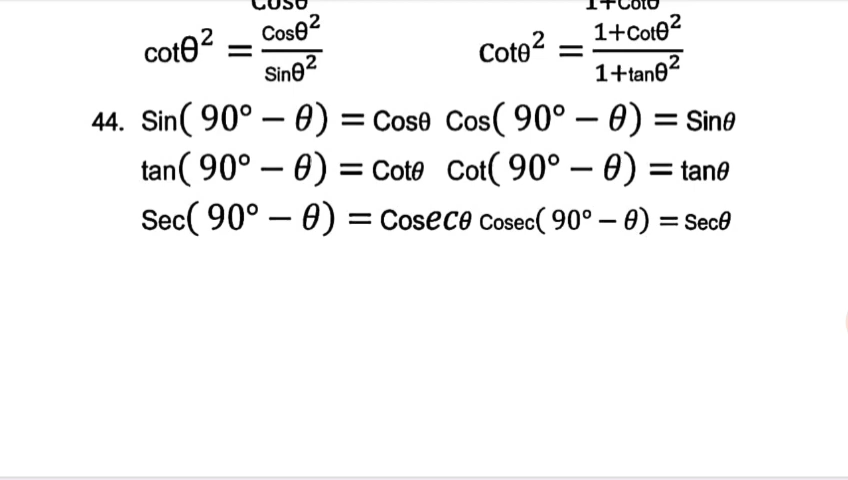 cotθ² = Cosθ²/Sinθ² Cotθ² = 1+Cotθ²/1+tanθ²
44. Sin( 90° − θ) = Cosθ Cos( 90° − θ) = Sinθ
tan( 90° − θ) = Cotθ Cot( 90° − θ) = tanθ
Sec( 90° − θ) = Cosecθ Cosec( 90° − θ) = Secθ